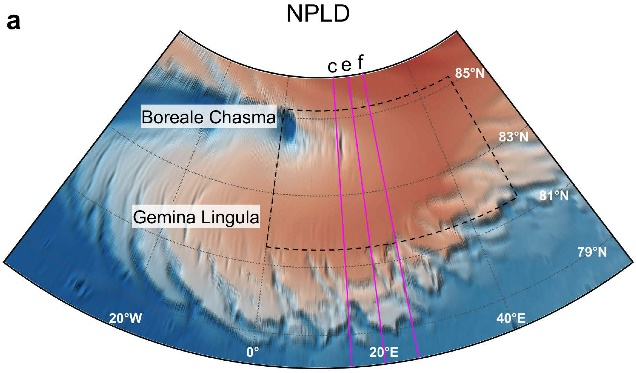 a
NPLD
c e f
85°N
Boreale Chasma
83°N
81°N
Gemina Lingula
79°N
20°W
40°E
0°
20°E